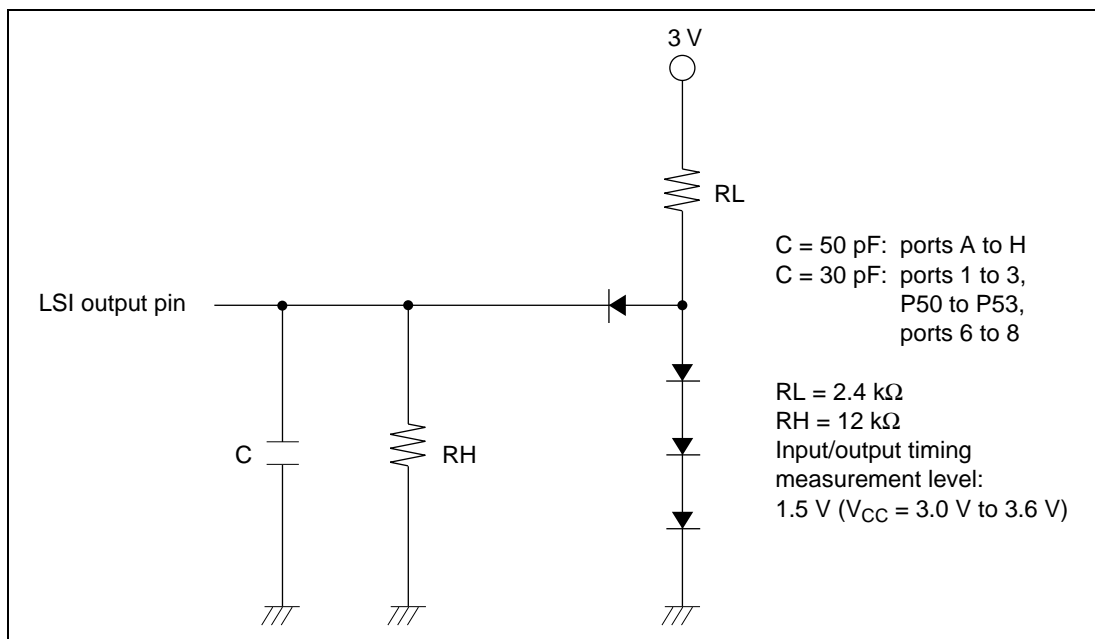 3 V
RL
C = 50 pF: ports A to H
C = 30 pF: ports 1 to 3,
P50 to P53,
ports 6 to 8
LSI output pin
RL = 2.4 kΩ
RH = 12 kΩ
Input/output timing
measurement level:
1.5 V (VCC = 3.0 V to 3.6 V)
C
RH